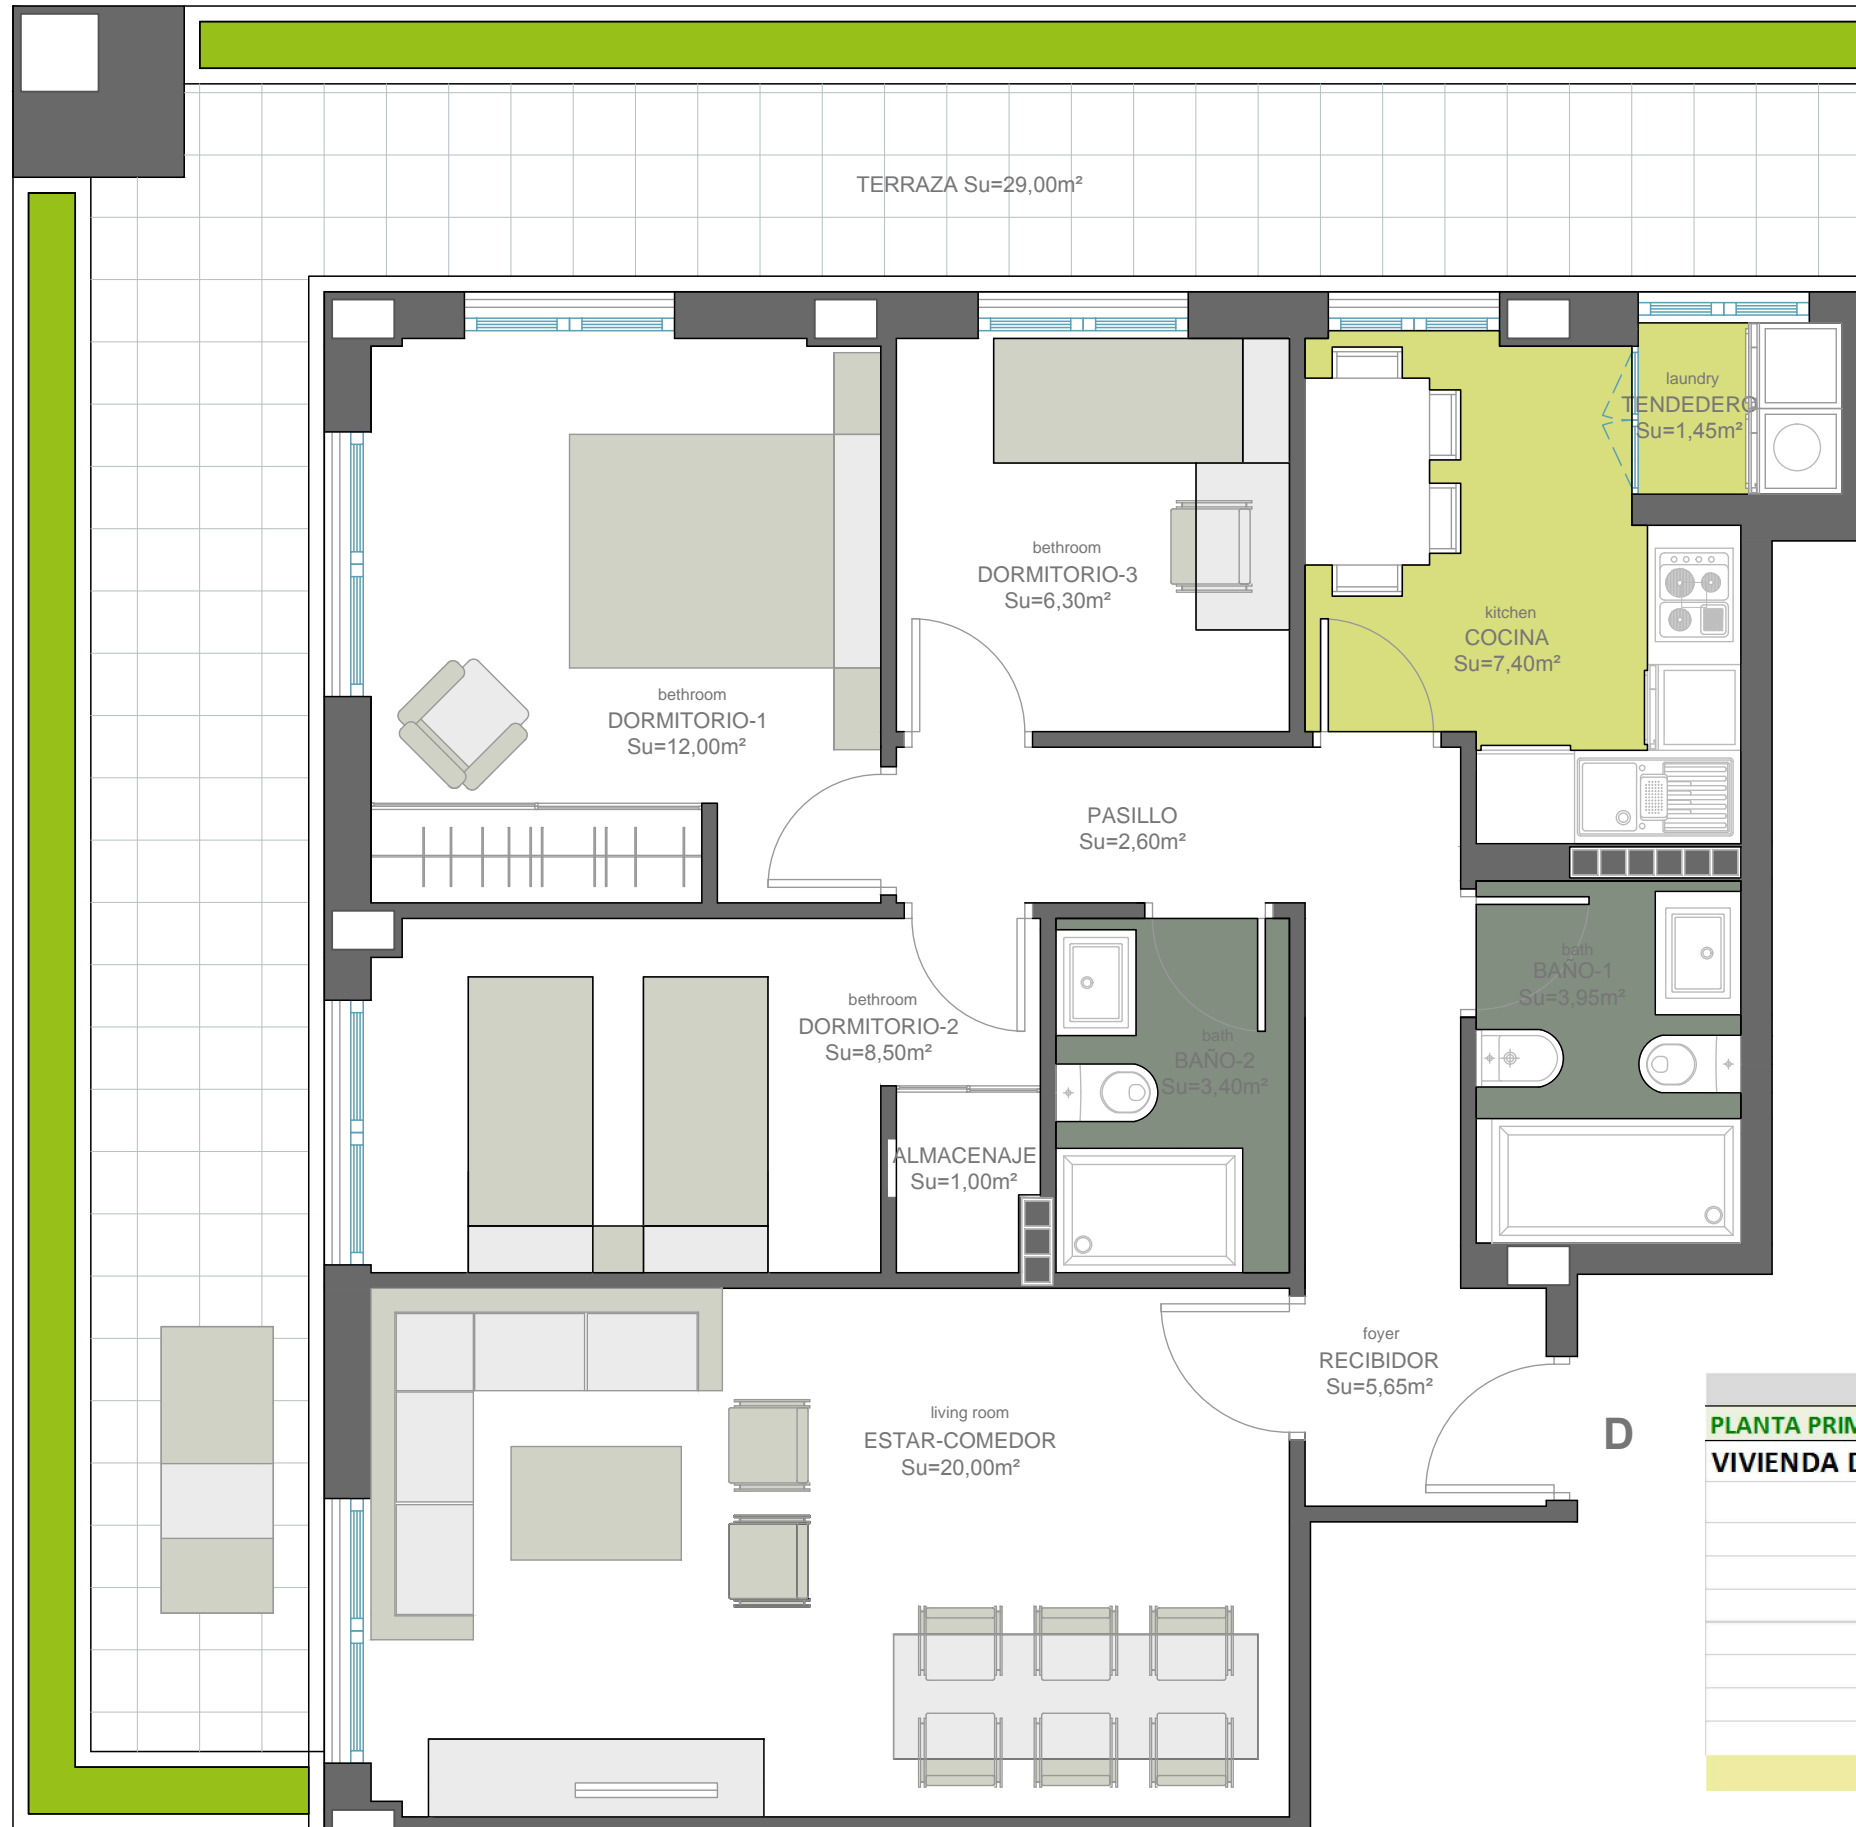 TERRAZA Su=29,00m²
laundry
TENDEDERO
Su=1,45m²
bethroom
DORMITORIO-3
Su=6,30m²
kitchen
COCINA
Su=7,40m²
bethroom
DORMITORIO-1
Su=12,00m²
PASILLO
Su=2,60m²
bath
BAÑO-1
Su=3,95m²
bethroom
DORMITORIO-2
Su=8,50m²
bath
BAÑO-2
Su=3,40m²
ALMACENAJE
Su=1,00m²
foyer
RECIBIDOR
Su=5,65m²
living room
ESTAR-COMEDOR
Su=20,00m²
D
PLANTA PRIM
VIVIENDA D